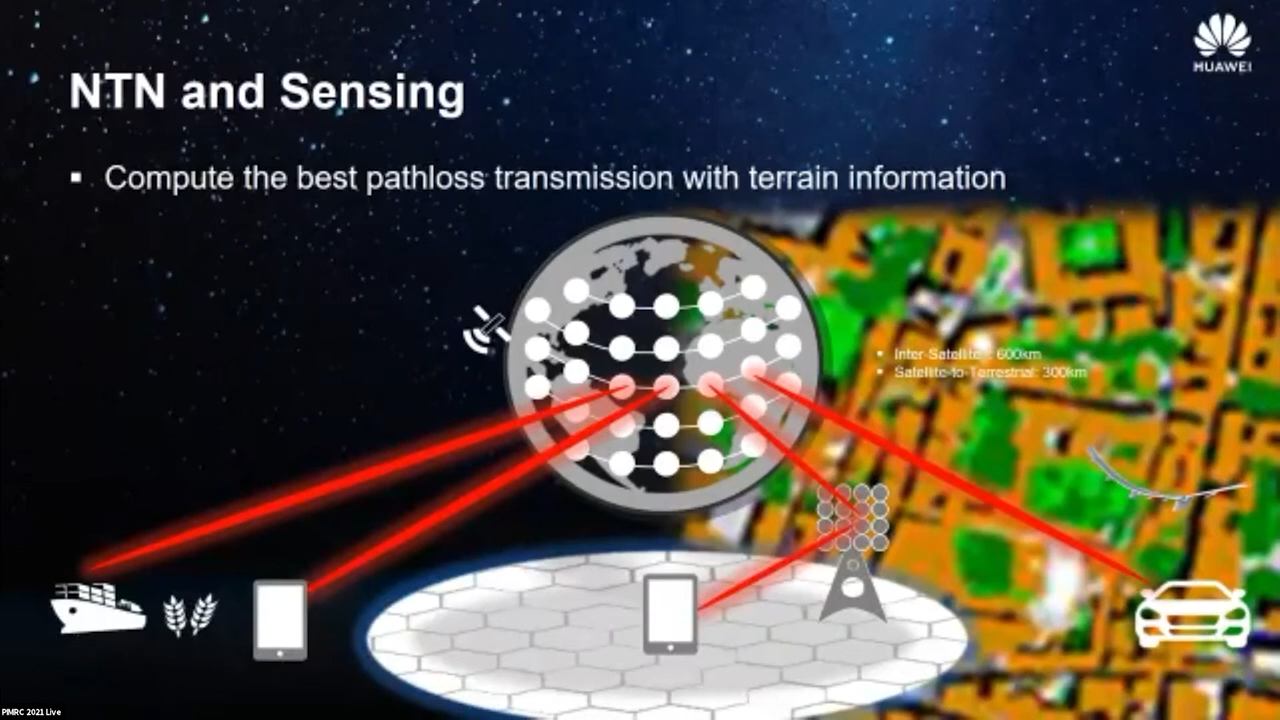 HUAWEI
NTN and Sensing
▪ Compute the best pathloss transmission with terrain information
▪ Inter-Satellite : 600km
▪ Satellite-to-Terrestrial: 300km
PIMRC 2021 Live